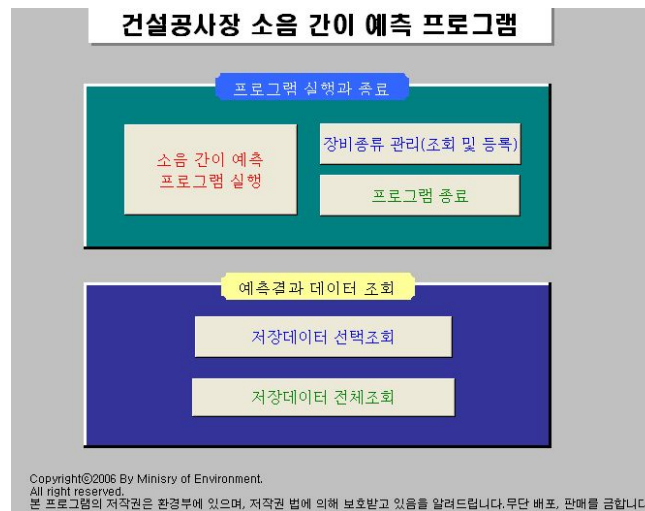 건설공사장 소음 간이 예측 프로그램
프로그램 실행과 종료
소음 간이 예측
프로그램 실행
장비종류 관리(조회 및 등록)
프로그램 종료
예측결과 데이터 조회
저장데이터 선택조회
저장데이터 전체조회
Copyright©2006 By Minisry of Environment.
All right reserved.
본 프로그램의 저작권은 환경부에 있으며, 저작권 법에 의해 보호받고 있음을 알려드립니다.무단 배포, 판매를 금합니다